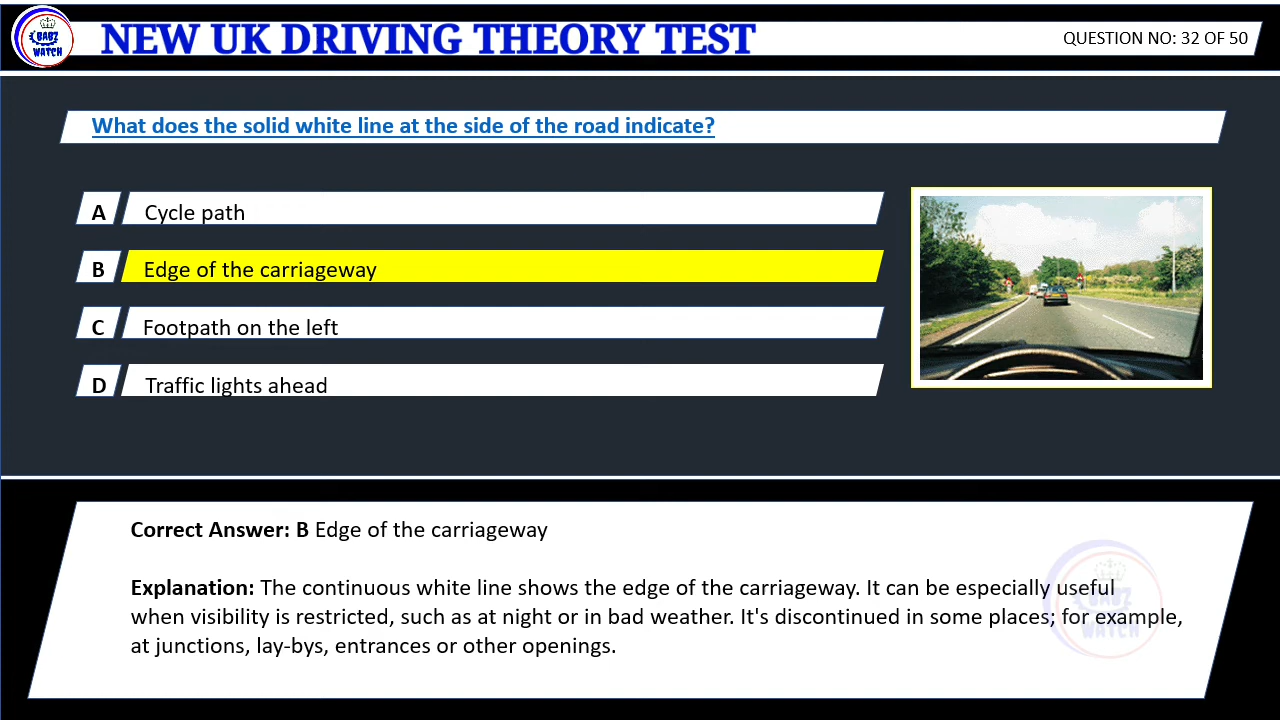 BABZ
WATCH
NEW UK DRIVING THEORY TEST
QUESTION NO: 32 OF 50
What does the solid white line at the side of the road indicate?
A Cycle path
B Edge of the carriageway
C Footpath on the left
D Traffic lights ahead
Correct Answer: B Edge of the carriageway
Explanation: The continuous white line shows the edge of the carriageway. It can be especially useful
when visibility is restricted, such as at night or in bad weather. It's discontinued in some places; for example,
at junctions, lay-bys, entrances or other openings.
BABZ
WATCH